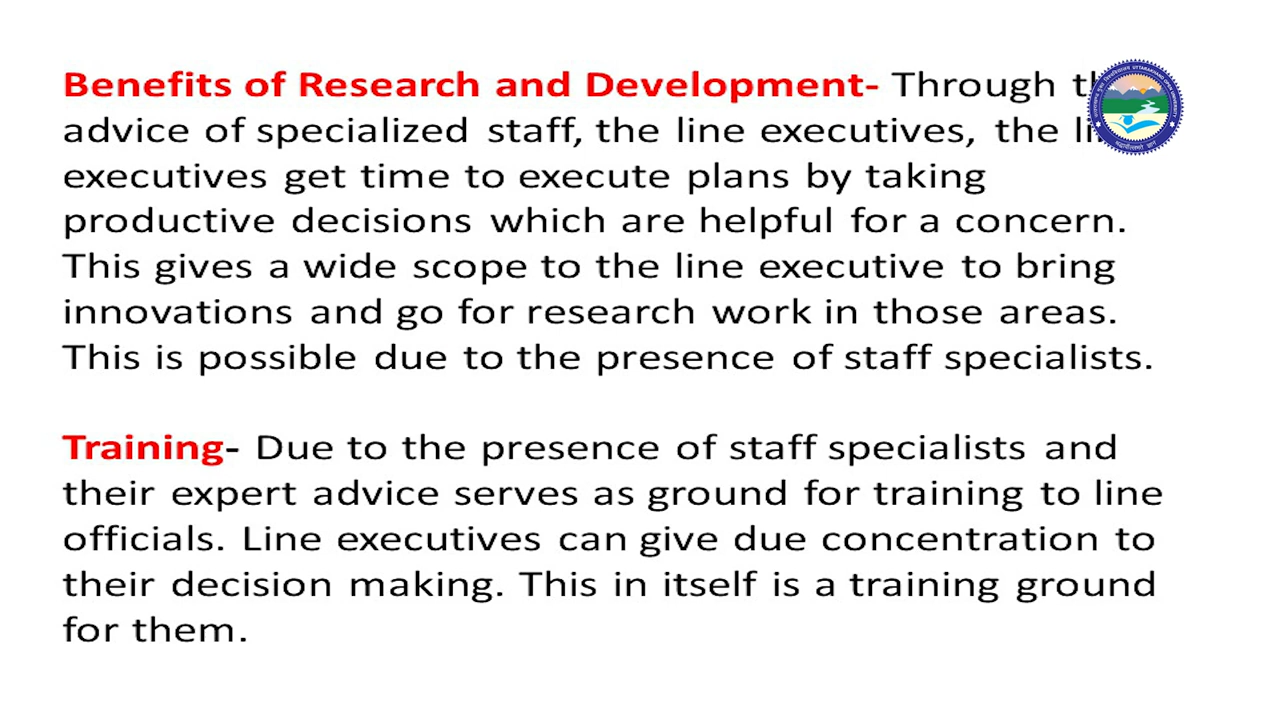 Benefits of Research and Development- Through
advice of specialized staff, the line executives, the
executives get time to execute plans by taking
productive decisions which are helpful for a concern.
This gives a wide scope to the line executive to bring
innovations and go for research work in those areas.
This is possible due to the presence of staff specialists.
Training- Due to the presence of staff specialists and
their expert advice serves as ground for training to line
officials. Line executives can give due concentration to
their decision making. This in itself is a training ground
for them.